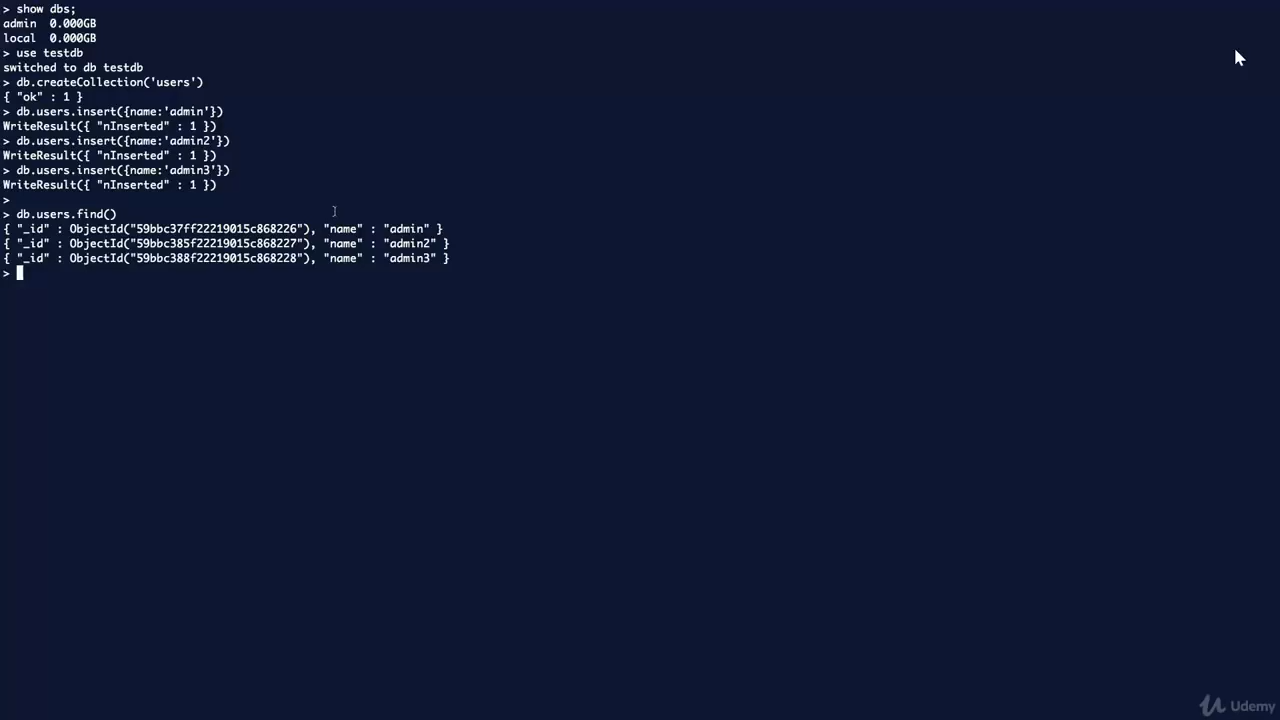 > show dbs;
admin  0.000GB
local  0.000GB
> use testdb
switched to db testdb
> db.createCollection('users')
{ "ok" : 1 }
> db.users.insert({name:'admin'})
WriteResult({ "nInserted" : 1 })
> db.users.insert({name:'admin2'})
WriteResult({ "nInserted" : 1 })
> db.users.insert({name:'admin3'})
WriteResult({ "nInserted" : 1 })
>
> db.users.find()
{ "_id" : ObjectId("59bbc37ff22219015c868226"), "name" : "admin" }
{ "_id" : ObjectId("59bbc385f22219015c868227"), "name" : "admin2" }
{ "_id" : ObjectId("59bbc388f22219015c868228"), "name" : "admin3" }
>
Udemy